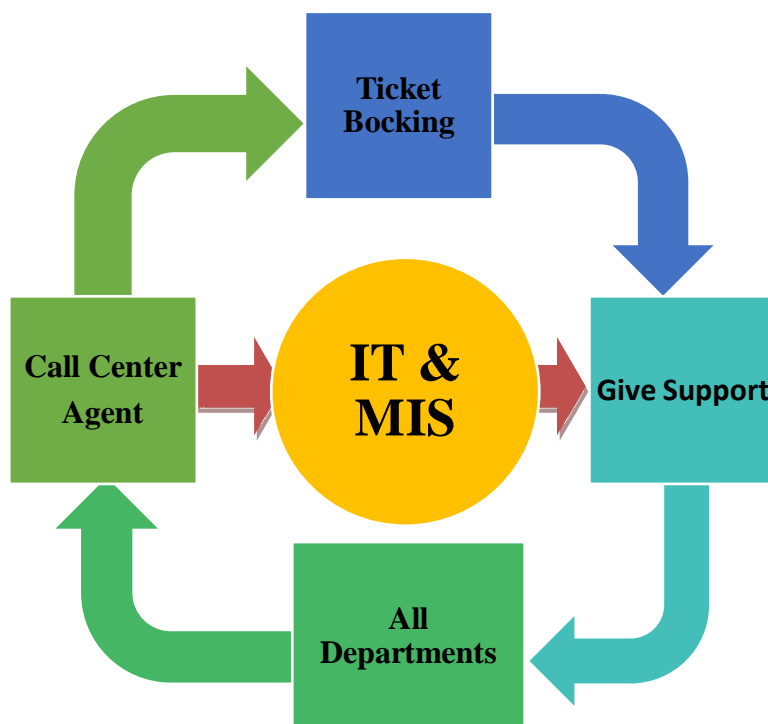 Ticket
Bocking
Call Center
Agent
IT &
MIS
Give Support
All
Departments